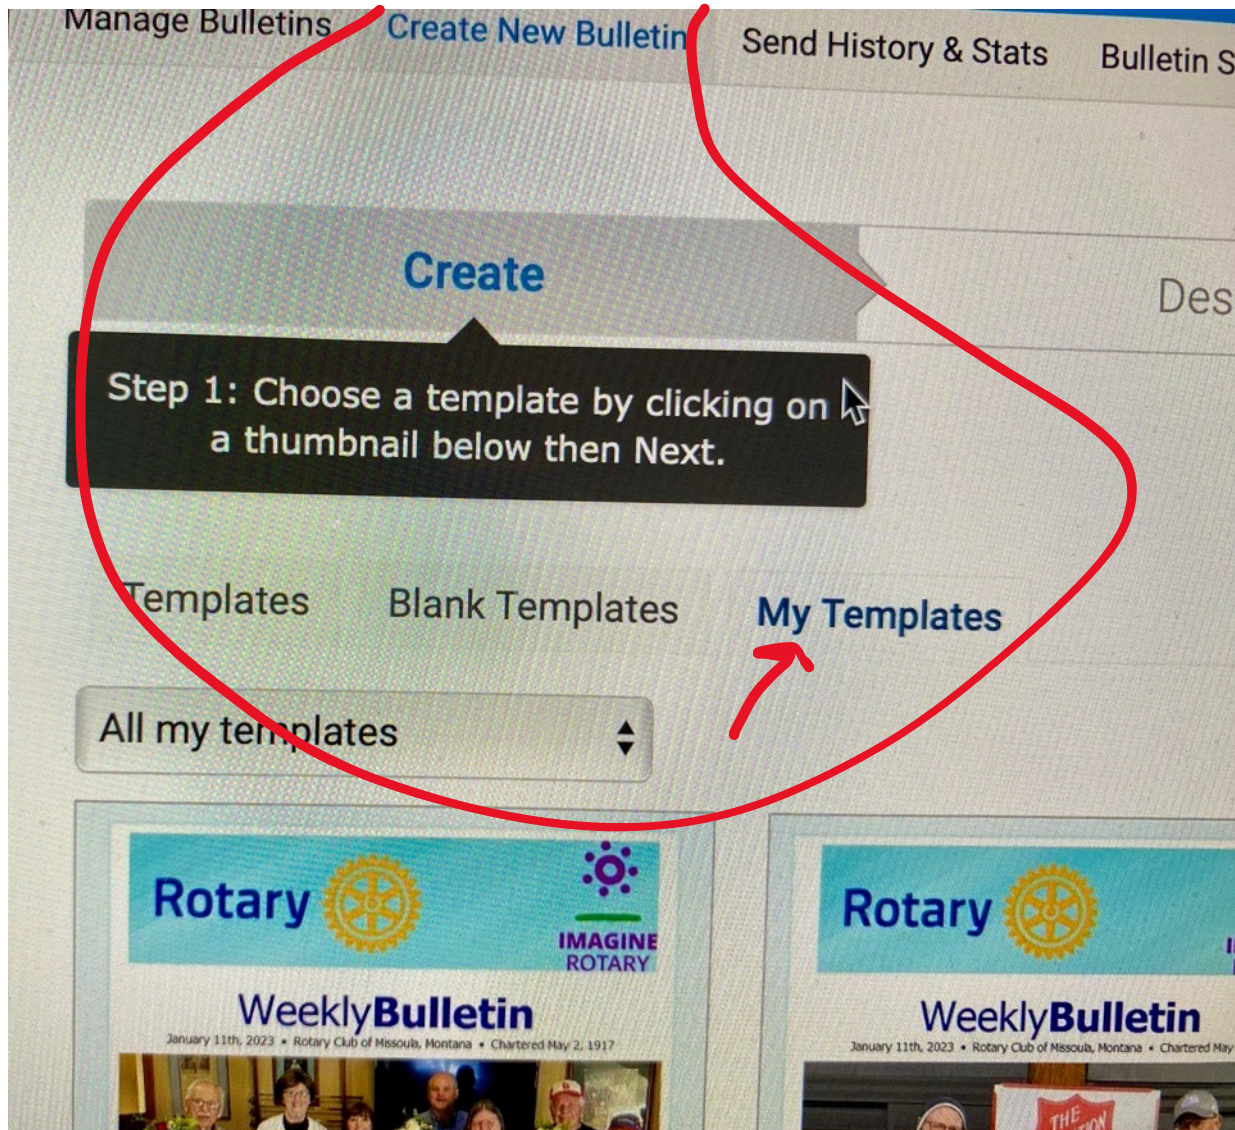 Manage Bulletins Create New Bulletin Send History & Stats Bulletin S
Create
Des
Step 1: Choose a template by clicking on
a thumbnail below then Next.
Templates Blank Templates My Templates
All my templates
Rotary
IMAGINE
ROTARY
WeeklyBulletin
January 11th, 2023 • Rotary Club of Missoula, Montana • Chartered May 2, 1917
Rotary
WeeklyBulletin
January 11th, 2023 • Rotary Club of Missoula, Montana • Chartered May
THE